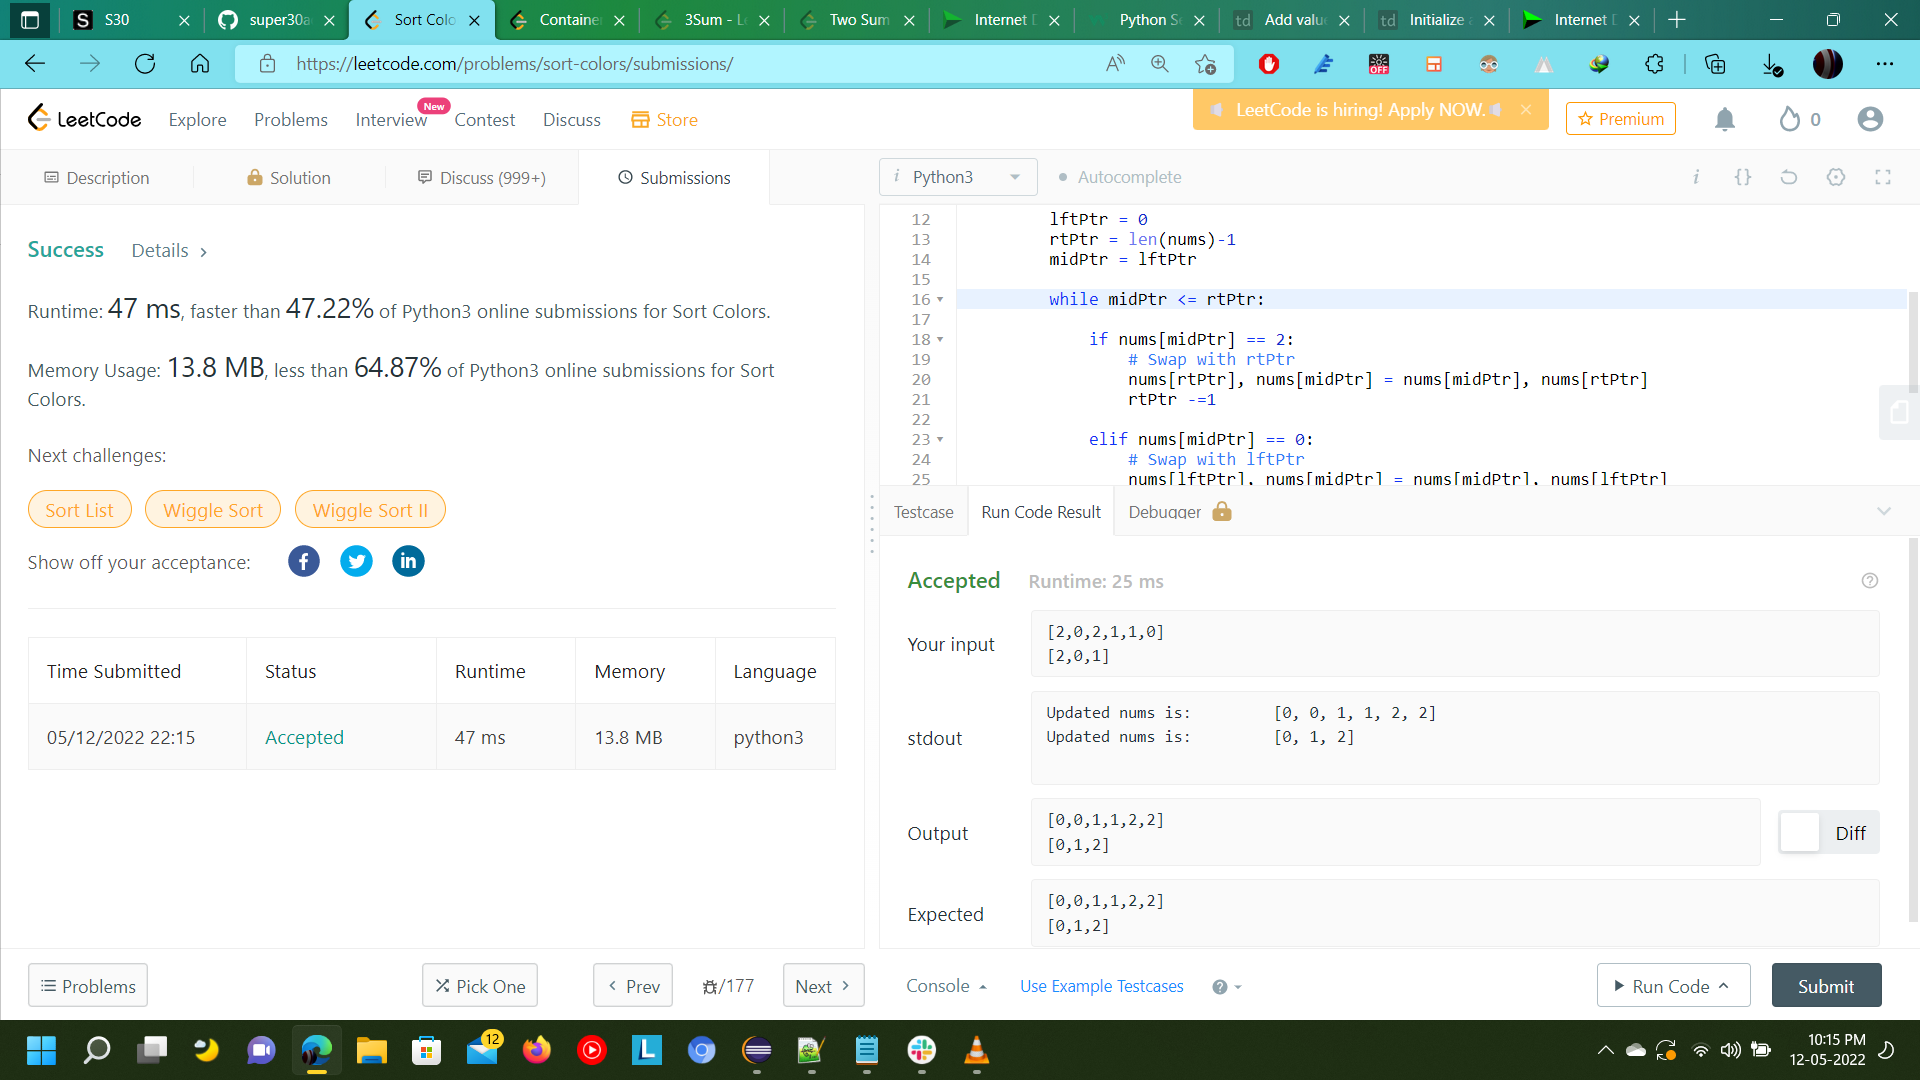 S30
super30a
Sort Colo
Container
3Sum - L
Two Sum
Internet D
Python Se
Add value
Initialize a
Internet D
https://leetcode.com/problems/sort-colors/submissions/
LeetCode
Explore
Problems
Interview
New
Contest
Discuss
Store
LeetCode is hiring! Apply NOW.
Premium
0
Description
Solution
Discuss (999+)
Submissions
Python3
Autocomplete
Success Details >
Runtime: 47 ms, faster than 47.22% of Python3 online submissions for Sort Colors.
Memory Usage: 13.8 MB, less than 64.87% of Python3 online submissions for Sort
Colors.
Next challenges:
Sort List
Wiggle Sort
Wiggle Sort II
Show off your acceptance:
Time Submitted Status Runtime Memory Language
05/12/2022 22:15 Accepted 47 ms 13.8 MB python3
12 lftPtr = 0
13 rtPtr = len(nums)-1
14 midPtr = lftPtr
15
16 while midPtr <= rtPtr:
17
18 if nums[midPtr] == 2:
19 # Swap with rtPtr
20 nums[rtPtr], nums[midPtr] = nums[midPtr], nums[rtPtr]
21 rtPtr -=1
22
23 elif nums[midPtr] == 0:
24 # Swap with lftPtr
25 nums[lftPtr], nums[midPtr] = nums[midPtr], nums[lftPtr]
Testcase
Run Code Result
Debugger
Accepted Runtime: 25 ms
Your input
[2,0,2,1,1,0]
[2,0,1]
stdout
Updated nums is: [0, 0, 1, 1, 2, 2]
Updated nums is: [0, 1, 2]
Output
[0,0,1,1,2,2]
[0,1,2]
Diff
Expected
[0,0,1,1,2,2]
[0,1,2]
Problems
Pick One
Prev
/177
Next
Console
Use Example Testcases
Run Code
Submit
12
10:15 PM
12-05-2022